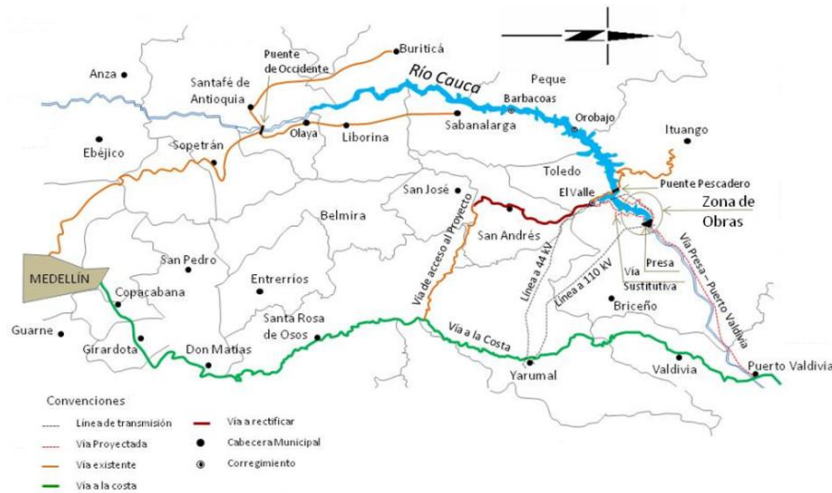 Buriticá
Puente
de Occidente
Anza
Santafé de
Antioquia
Río Cauca
Peque
Barbacoas
Orobajo
Ituango
Ebéjico
Sopetrán
Olaya
Liborina
Sabanalarga
Toledo
Puente Pescadero
El Valle
Zona de
Obras
San José
Belmira
San Andrés
Vía de acceso al Proyecto
Línea a 44 kV
Línea a 110 kV
Vía
Sustitutiva
Presa
Vía Presa – Puerto Valdivia
Briceño
MEDELLÍN
San Pedro
Copacabana
Entrerríos
Santa Rosa
de Osos
Vía a la Costa
Guarne
Girardota
Don Matías
Yarumal
Valdivia
Puerto Valdivia
Convenciones
Línea de transmisión
Vía Proyectada
Vía existente
Vía a la costa
Vía a rectificar
Cabecera Municipal
Corregimiento